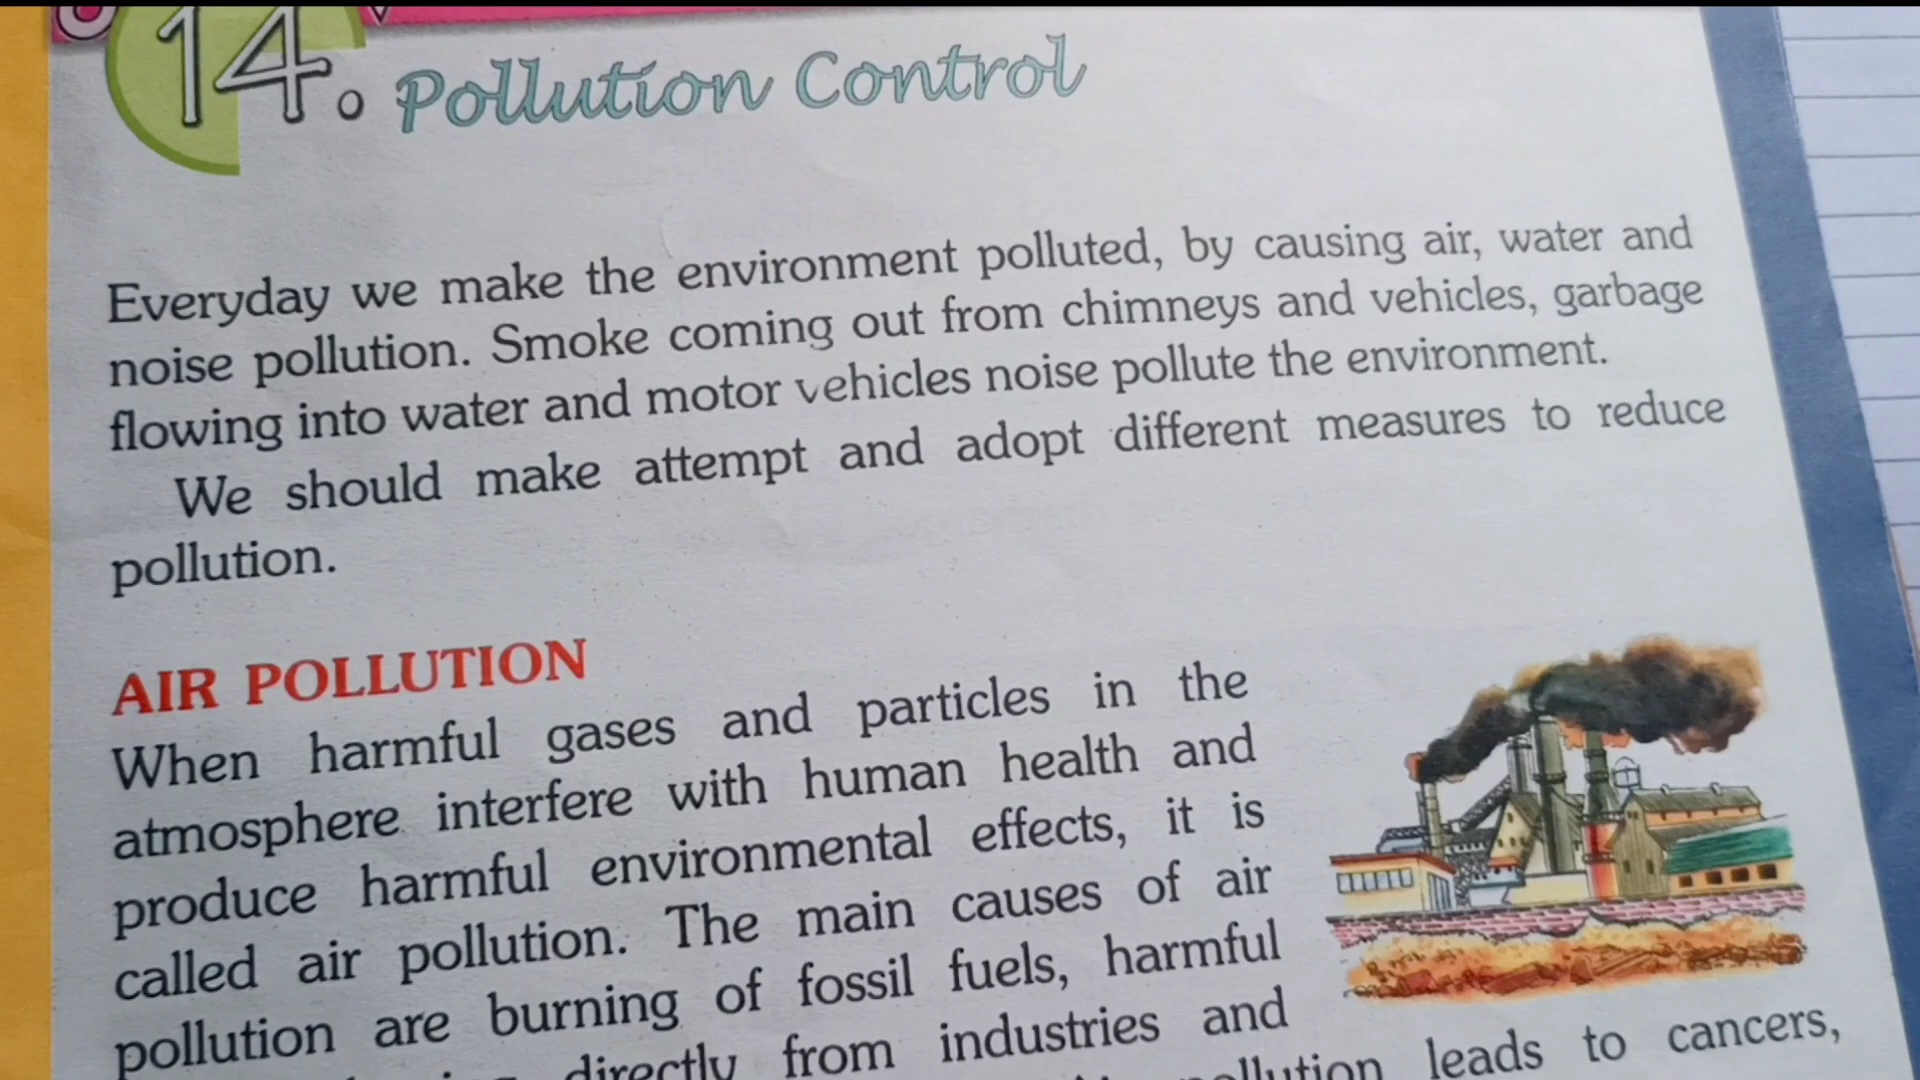 14. Pollution Control
Everyday we make the environment polluted, by causing air, water and
noise pollution. Smoke coming out from chimneys and vehicles, garbage
flowing into water and motor vehicles noise pollute the environment.
We should make attempt and adopt different measures to reduce
pollution.
AIR POLLUTION
When harmful gases and particles in the
atmosphere interfere with human health and
produce harmful environmental effects, it is
called air pollution. The main causes of air
pollution are burning of fossil fuels, harmful
directly from industries and
pollution leads to cancers,